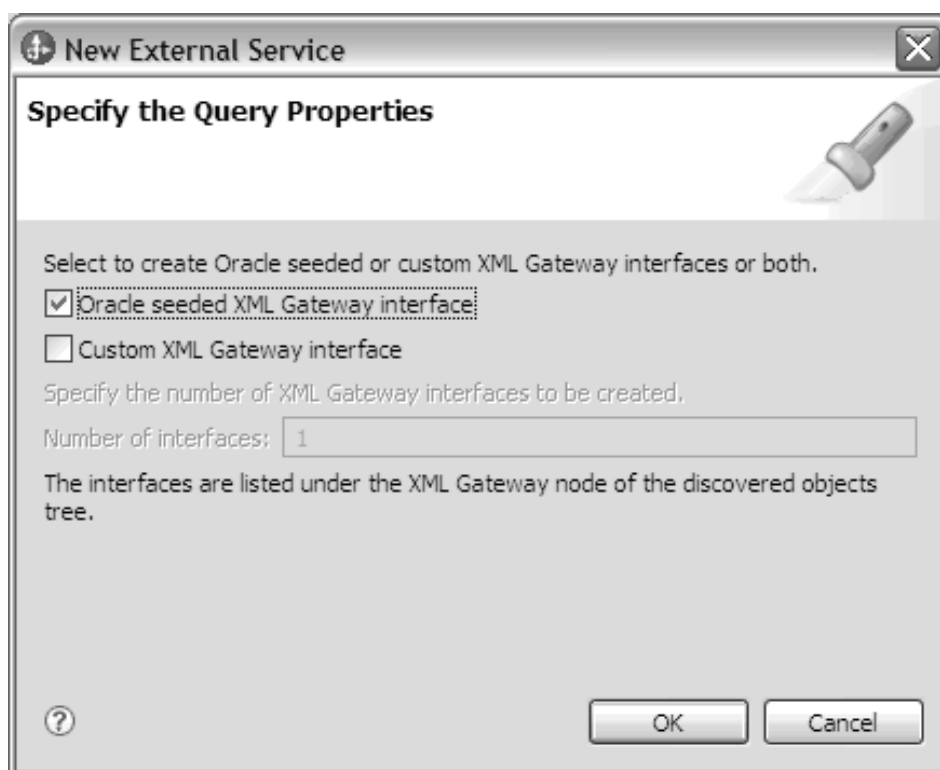 New External Service
Specify the Query Properties
Select to create Oracle seeded or custom XML Gateway interfaces or both.
Oracle seeded XML Gateway interface
Custom XML Gateway interface
Specify the number of XML Gateway interfaces to be created.
Number of interfaces: 1
The interfaces are listed under the XML Gateway node of the discovered objects
tree.
? OK Cancel